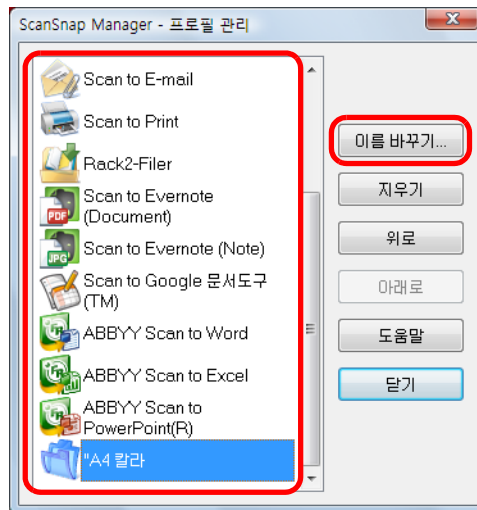 ScanSnap Manager - 프로필 관리
Scan to E-mail
Scan to Print
Rack2-Filer
Scan to Evernote
(Document)
Scan to Evernote (Note)
Scan to Google 문서도구
(TM)
ABBYY Scan to Word
ABBYY Scan to Excel
ABBYY Scan to
PowerPoint(R)
"A4 칼라
이름 바꾸기...
지우기
위로
아래로
도움말
닫기